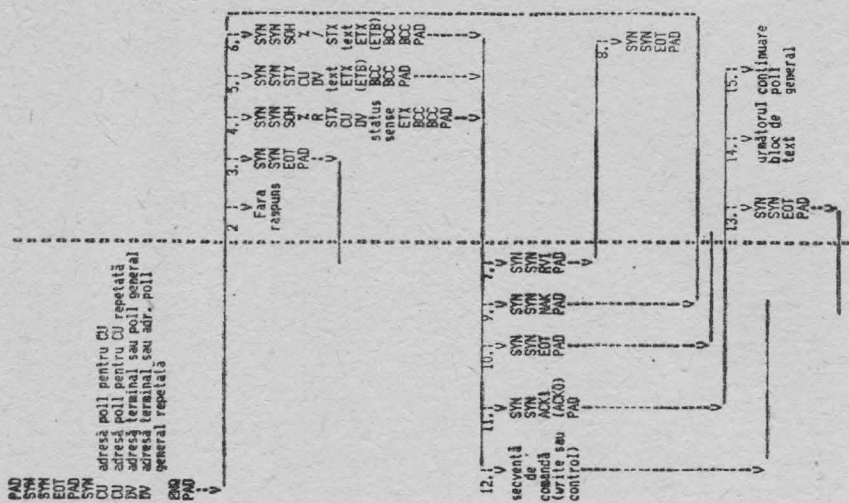 PAD
SYN
SYN
EOT
PAD
SYN
CU adresă poll pentru CU
CU adresă poll pentru CU repetată
DV adresă terminal sau poll general
DV adresă terminal sau adr. poll
general repetată
ENQ
PAD
2
Fara
raspuns
3.
SYN
SYN
EOT
PAD
4.
SYN
SYN
SOH
%
R
STX
CU
DV
status
sense
ETX
BCC
BCC
PAD
5.
SYN
SYN
STX
CU
DV
text
ETX
(ETB)
BCC
BCC
PAD
6.
SYN
SYN
SOH
%
/
STX
text
ETX
(ETB)
BCC
BCC
PAD
7.
SYN
SYN
RVI
PAD
8.
SYN
SYN
EOT
PAD
9.
SYN
SYN
NAK
PAD
10.
SYN
SYN
EOT
PAD
11.
SYN
SYN
ACK1
(ACK0)
PAD
12.
secvență
de
comandă
(write sau
control)
13.
SYN
SYN
EOT
PAD
14.
următorul
bloc de
text
15.
continuare
poll
general